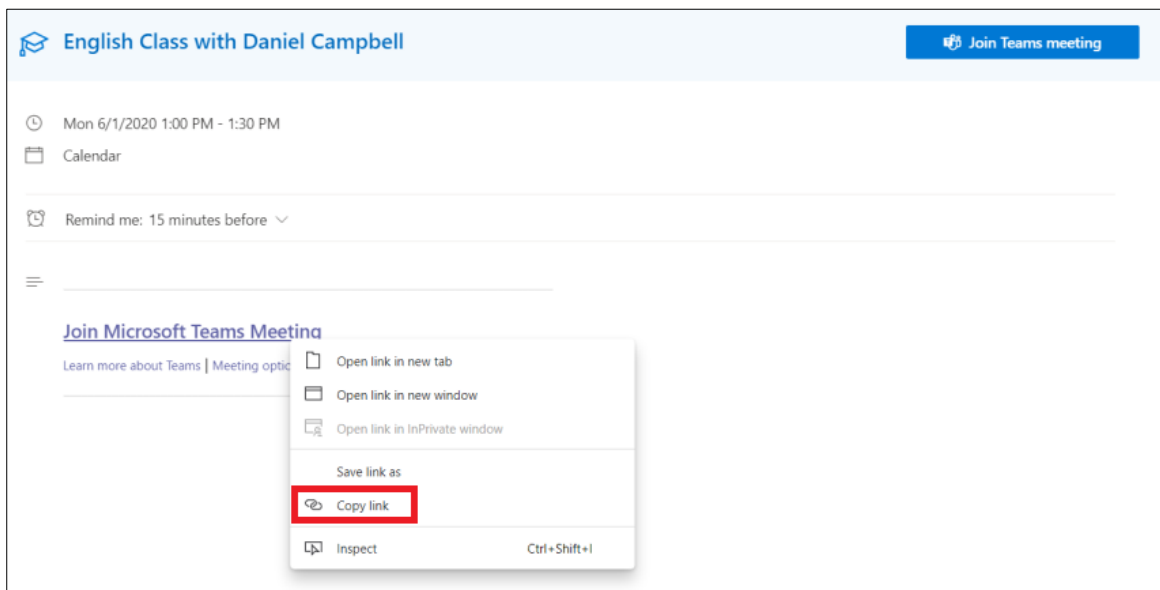 English Class with Daniel Campbell
Join Teams meeting
Mon 6/1/2020 1:00 PM - 1:30 PM
Calendar
Remind me: 15 minutes before
Join Microsoft Teams Meeting
Learn more about Teams | Meeting optio
Open link in new tab
Open link in new window
Open link in InPrivate window
Save link as
Copy link
Inspect Ctrl+Shift+I